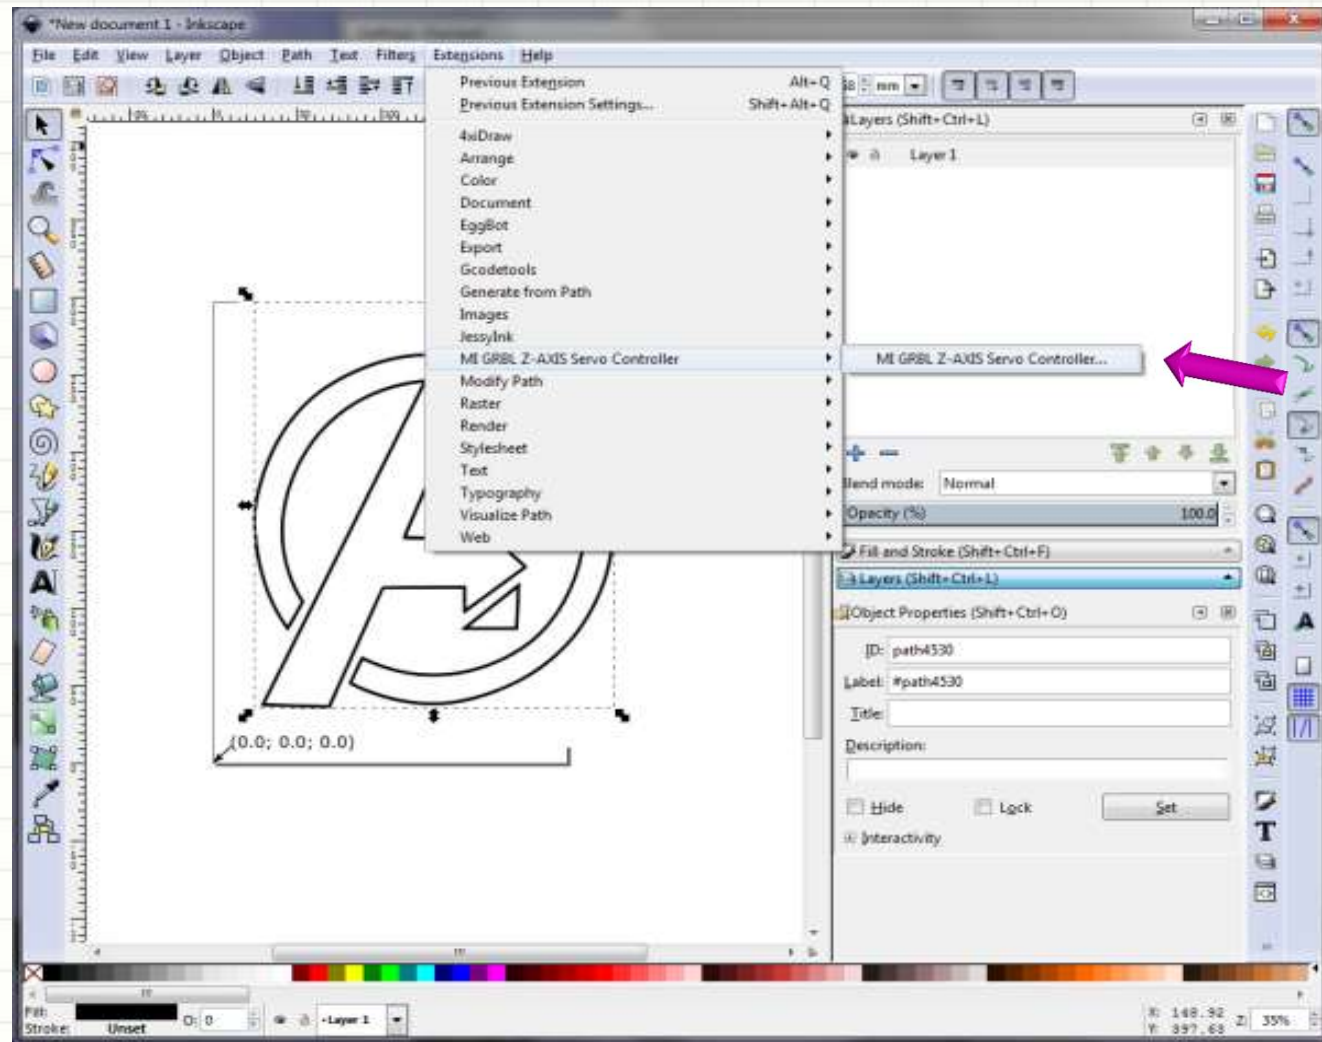 *New document 1 - Inkscape
File Edit View Layer Object Path Text Filters Extensions Help
mm
Previous Extension Alt+Q
Previous Extension Settings... Shift+Alt+Q
4xiDraw
Arrange
Color
Document
EggBot
Export
Gcodetools
Generate from Path
Images
JessyInk
MI GRBL Z-AXIS Servo Controller
MI GRBL Z-AXIS Servo Controller...
Modify Path
Raster
Render
Stylesheet
Text
Typography
Visualize Path
Web
Layers (Shift+Ctrl+L)
Layer 1
mode: Normal
Opacity (%) 100.0
Fill and Stroke (Shift+Ctrl+F)
Layers (Shift+Ctrl+L)
Object Properties (Shift+Ctrl+O)
ID: path4530
Label: #path4530
Title:
Description:
Hide Lock Set
Interactivity
(0.0; 0.0; 0.0)
Fill:
Stroke: Unset
O: 0
Layer 1
X: 148.92
Y: 397.63
Z: 35%